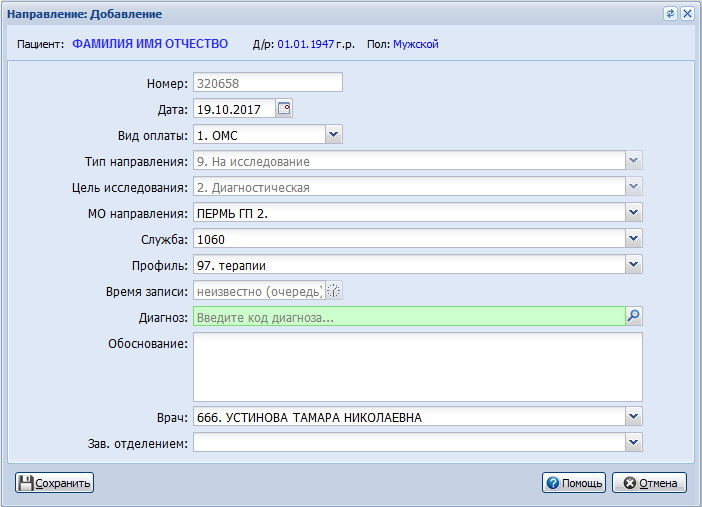 Направление: Добавление
Пациент: ФАМИЛИЯ ИМЯ ОТЧЕСТВО Д/р: 01.01.1947 г.р. Пол: Мужской
Номер: 320658
Дата: 19.10.2017
Вид оплаты: 1. ОМС
Тип направления: 9. На исследование
Цель исследования: 2. Диагностическая
МО направления: ПЕРМЬ ГП 2.
Служба: 1060
Профиль: 97. терапии
Время записи: неизвестно (очередь)
Диагноз: Введите код диагноза...
Обоснование:
Врач: 666. УСТИНОВА ТАМАРА НИКОЛАЕВНА
Зав. отделением:
Сохранить Помощь Отмена